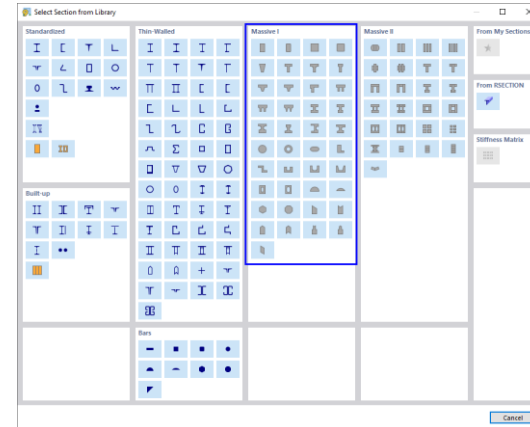 Select Section from Library
Standardized
Thin-Walled
Massive I
Massive II
From My Sections
From RSECTION
Stiffness Matrix
Built-up
Bars
Cancel